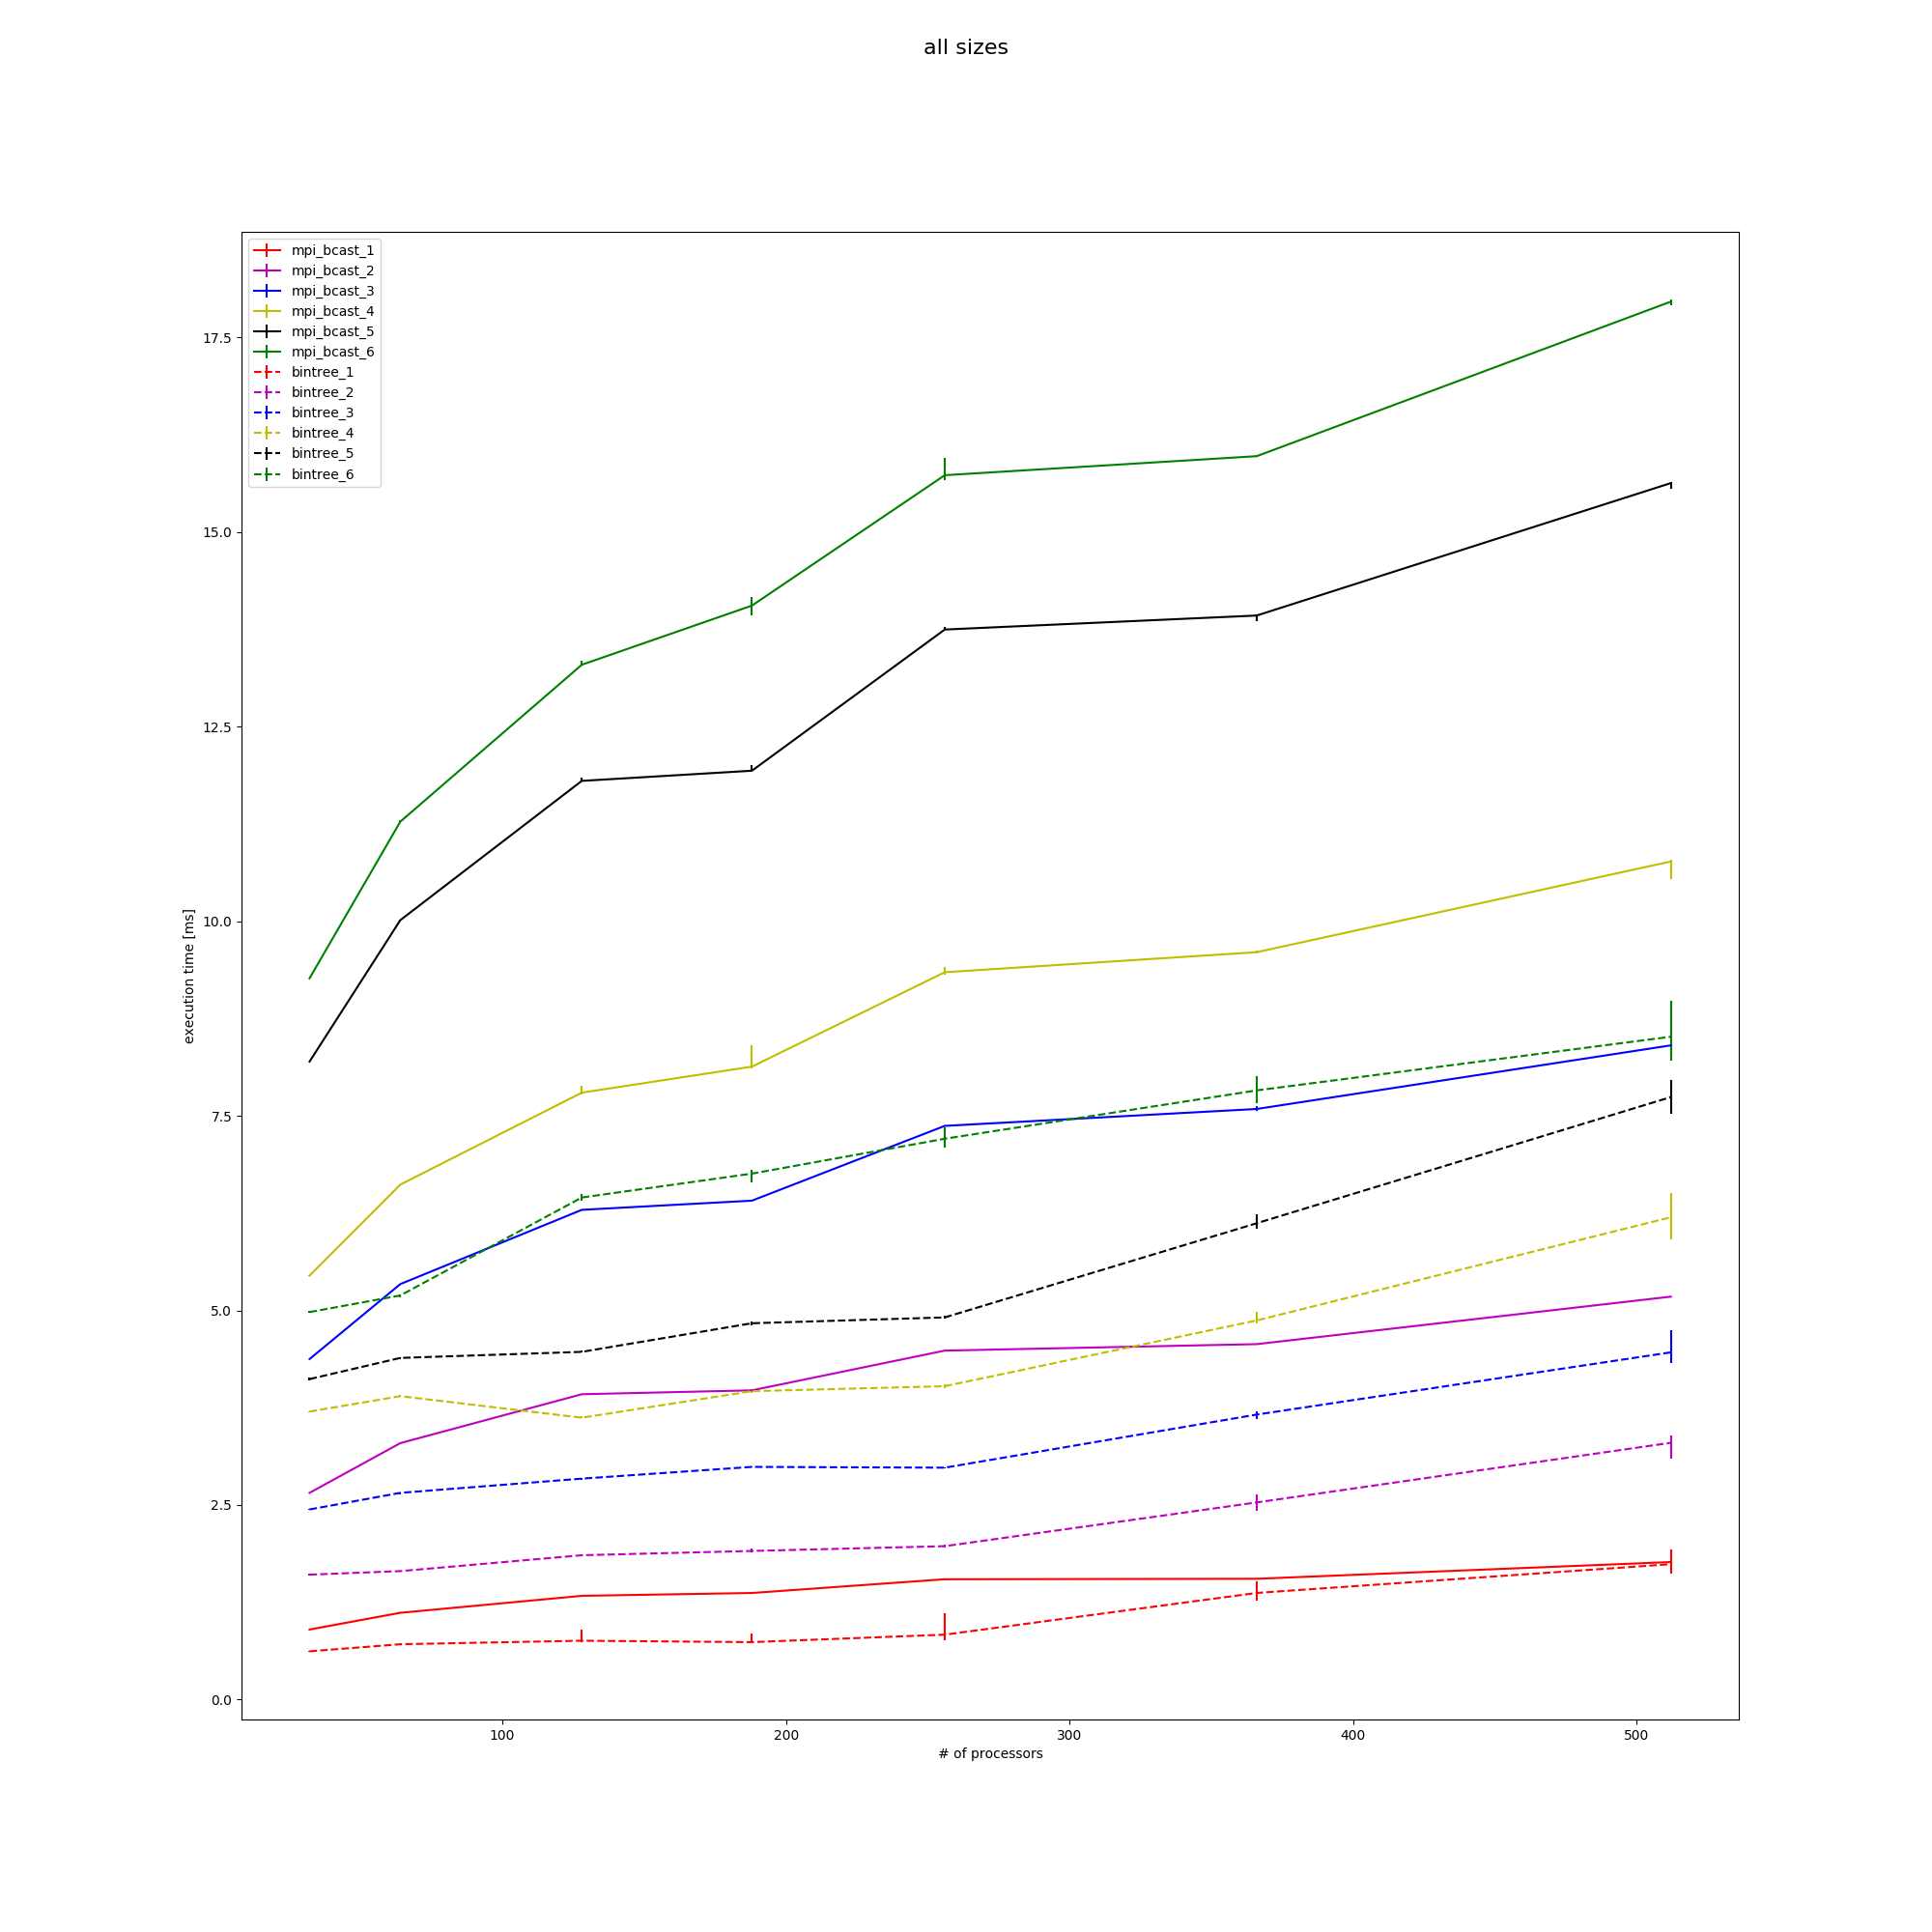 all sizes
mpi_bcast_1
mpi_bcast_2
mpi_bcast_3
mpi_bcast_4
mpi_bcast_5
mpi_bcast_6
bintree_1
bintree_2
bintree_3
bintree_4
bintree_5
bintree_6
17.5
15.0
12.5
10.0
7.5
5.0
2.5
0.0
execution time [ms]
100 200 300 400 500
# of processors